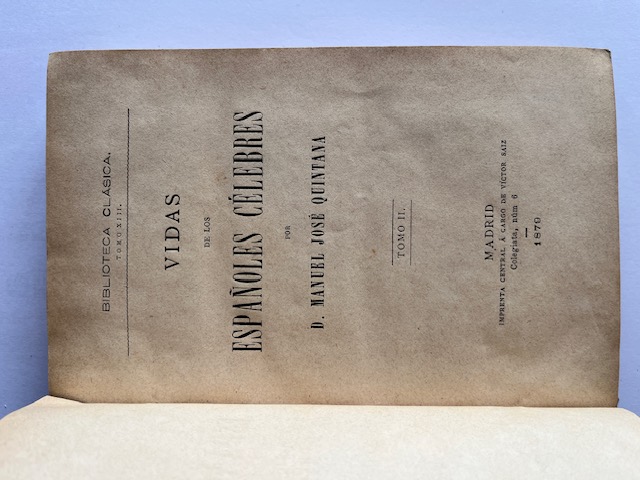 BIBLIOTECA CLÁSICA.
TOMO XIII.
VIDAS
DE LOS
ESPAÑOLES CÉLEBRES
POR
D. MANUEL JOSÉ QUINTANA
TOMO II.
MADRID
IMPRENTA CENTRAL Á CARGO DE VÍCTOR SAIZ
Colegiata, núm 6
1879